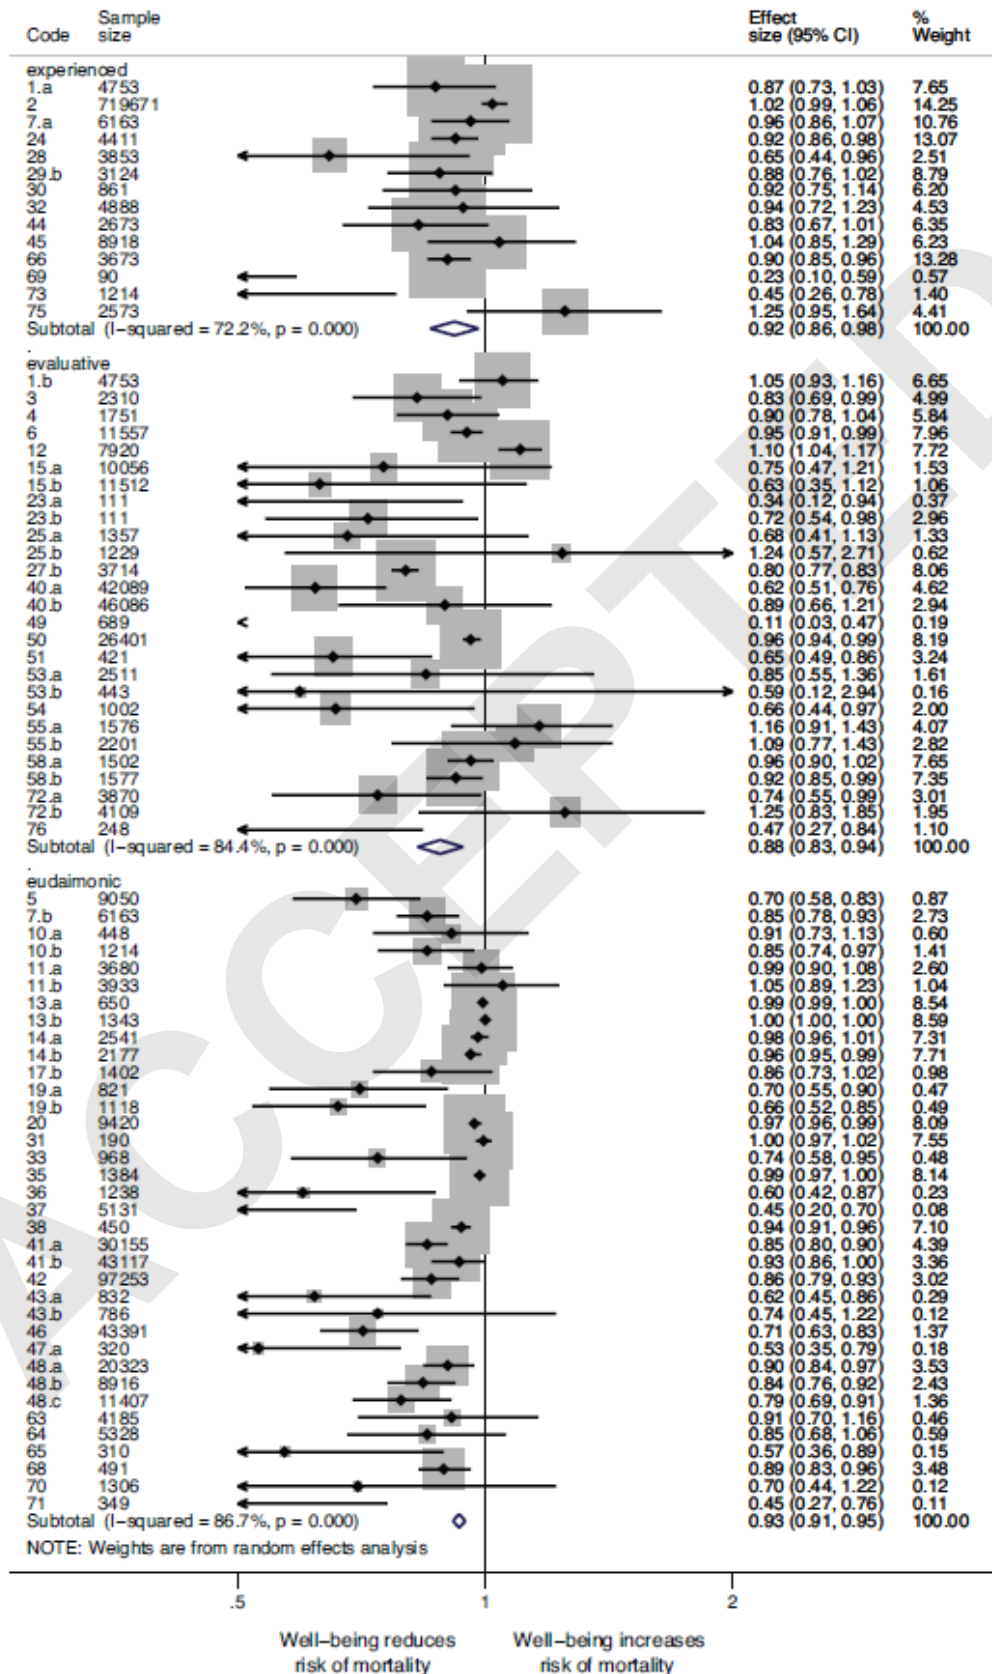 Code Sample size Effect size (95% CI) % Weight
experienced
1.a 4753 0.87 (0.73, 1.03) 7.65
2 719671 1.02 (0.99, 1.06) 14.25
7.a 6163 0.96 (0.86, 1.07) 10.76
24 4411 0.92 (0.86, 0.98) 13.07
28 3853 0.65 (0.44, 0.96) 2.51
29.b 3124 0.88 (0.76, 1.02) 8.79
30 861 0.92 (0.75, 1.14) 6.20
32 4888 0.94 (0.72, 1.23) 4.53
44 2673 0.83 (0.67, 1.01) 6.35
45 8918 1.04 (0.85, 1.29) 6.23
66 3673 0.90 (0.85, 0.96) 13.28
69 90 0.23 (0.10, 0.59) 0.57
73 1214 0.45 (0.26, 0.78) 1.40
75 2573 1.25 (0.95, 1.64) 4.41
Subtotal (I-squared = 72.2%, p = 0.000) 0.92 (0.86, 0.98) 100.00
.
evaluative
1.b 4753 1.05 (0.93, 1.16) 6.65
3 2310 0.83 (0.69, 0.99) 4.99
4 1751 0.90 (0.78, 1.04) 5.84
6 11557 0.95 (0.91, 0.99) 7.96
12 7920 1.10 (1.04, 1.17) 7.72
15.a 10056 0.75 (0.47, 1.21) 1.53
15.b 11512 0.63 (0.35, 1.12) 1.06
23.a 111 0.34 (0.12, 0.94) 0.37
23.b 111 0.72 (0.54, 0.98) 2.96
25.a 1357 0.68 (0.41, 1.13) 1.33
25.b 1229 1.24 (0.57, 2.71) 0.62
27.b 3714 0.80 (0.77, 0.83) 8.06
40.a 42089 0.62 (0.51, 0.76) 4.62
40.b 46086 0.89 (0.66, 1.21) 2.94
49 689 0.11 (0.03, 0.47) 0.19
50 26401 0.96 (0.94, 0.99) 8.19
51 421 0.65 (0.49, 0.86) 3.24
53.a 2511 0.85 (0.55, 1.36) 1.61
53.b 443 0.59 (0.12, 2.94) 0.16
54 1002 0.66 (0.44, 0.97) 2.00
55.a 1576 1.16 (0.91, 1.43) 4.07
55.b 2201 1.09 (0.77, 1.43) 2.82
58.a 1502 0.96 (0.90, 1.02) 7.65
58.b 1577 0.92 (0.85, 0.99) 7.35
72.a 3870 0.74 (0.55, 0.99) 3.01
72.b 4109 1.25 (0.83, 1.85) 1.95
76 248 0.47 (0.27, 0.84) 1.10
Subtotal (I-squared = 84.4%, p = 0.000) 0.88 (0.83, 0.94) 100.00
.
eudaimonic
5 9050 0.70 (0.58, 0.83) 0.87
7.b 6163 0.85 (0.78, 0.93) 2.73
10.a 448 0.91 (0.73, 1.13) 0.60
10.b 1214 0.85 (0.74, 0.97) 1.41
11.a 3680 0.99 (0.90, 1.08) 2.60
11.b 3933 1.05 (0.89, 1.23) 1.04
13.a 650 0.99 (0.99, 1.00) 8.54
13.b 1343 1.00 (1.00, 1.00) 8.59
14.a 2541 0.98 (0.96, 1.01) 7.31
14.b 2177 0.96 (0.95, 0.99) 7.71
17.b 1402 0.86 (0.73, 1.02) 0.98
19.a 821 0.70 (0.55, 0.90) 0.47
19.b 1118 0.66 (0.52, 0.85) 0.49
20 9420 0.97 (0.96, 0.99) 8.09
31 190 1.00 (0.97, 1.02) 7.55
33 968 0.74 (0.58, 0.95) 0.48
35 1384 0.99 (0.97, 1.00) 8.14
36 1238 0.60 (0.42, 0.87) 0.23
37 5131 0.45 (0.20, 0.70) 0.08
38 450 0.94 (0.91, 0.96) 7.10
41.a 30155 0.85 (0.80, 0.90) 4.39
41.b 43117 0.93 (0.86, 1.00) 3.36
42 97253 0.86 (0.79, 0.93) 3.02
43.a 832 0.62 (0.45, 0.86) 0.29
43.b 786 0.74 (0.45, 1.22) 0.12
46 43391 0.71 (0.63, 0.83) 1.37
47.a 320 0.53 (0.35, 0.79) 0.18
48.a 20323 0.90 (0.84, 0.97) 3.53
48.b 8916 0.84 (0.76, 0.92) 2.43
48.c 11407 0.79 (0.69, 0.91) 1.36
63 4185 0.91 (0.70, 1.16) 0.46
64 5328 0.85 (0.68, 1.06) 0.59
65 310 0.57 (0.36, 0.89) 0.15
68 491 0.89 (0.83, 0.96) 3.48
70 1306 0.70 (0.44, 1.22) 0.12
71 349 0.45 (0.27, 0.76) 0.11
Subtotal (I-squared = 86.7%, p = 0.000) 0.93 (0.91, 0.95) 100.00
NOTE: Weights are from random effects analysis
.5 1 2
Well-being reduces risk of mortality
Well-being increases risk of mortality
ACCEPTED